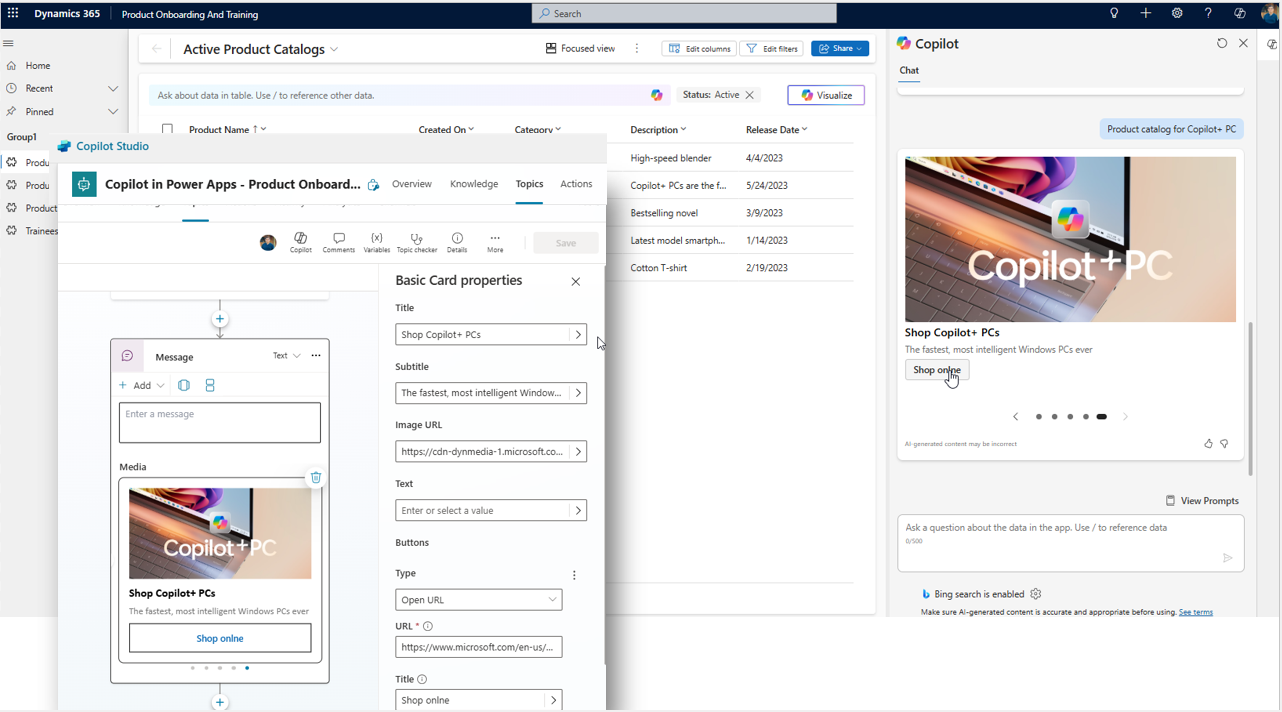 Dynamics 365
Product Onboarding And Training
Search
Home
Recent
Pinned
Group1
Produ
Produ
Product
Trainees
Active Product Catalogs
Focused view
Edit columns
Edit filters
Share
Ask about data in table. Use / to reference other data.
Status: Active
Visualize
Product Name ↑
Created On
Category
Description
Release Date
High-speed blender
4/4/2023
Copilot+ PCs are the f...
5/24/2023
Bestselling novel
3/9/2023
Latest model smartph...
1/14/2023
Cotton T-shirt
2/19/2023
Copilot Studio
Copilot in Power Apps - Product Onboard...
Overview
Knowledge
Topics
Actions
Copilot
Comments
Variables
Topic checker
Details
More
Save
Message
Text
Add
Enter a message
Media
Copilot+PC
Shop Copilot+ PCs
The fastest, most intelligent Windows PCs ever
Shop onlne
Basic Card properties
Title
Shop Copilot+ PCs
Subtitle
The fastest, most intelligent Window...
Image URL
https://cdn-dynmedia-1.microsoft.co...
Text
Enter or select a value
Buttons
Type
Open URL
URL *
https://www.microsoft.com/en-us/...
Title
Shop onlne
Copilot
Chat
Product catalog for Copilot+ PC
Copilot+PC
Shop Copilot+ PCs
The fastest, most intelligent Windows PCs ever
Shop onlne
AI-generated content may be incorrect
View Prompts
Ask a question about the data in the app. Use / to reference data
0/500
Bing search is enabled
Make sure AI-generated content is accurate and appropriate before using. See terms